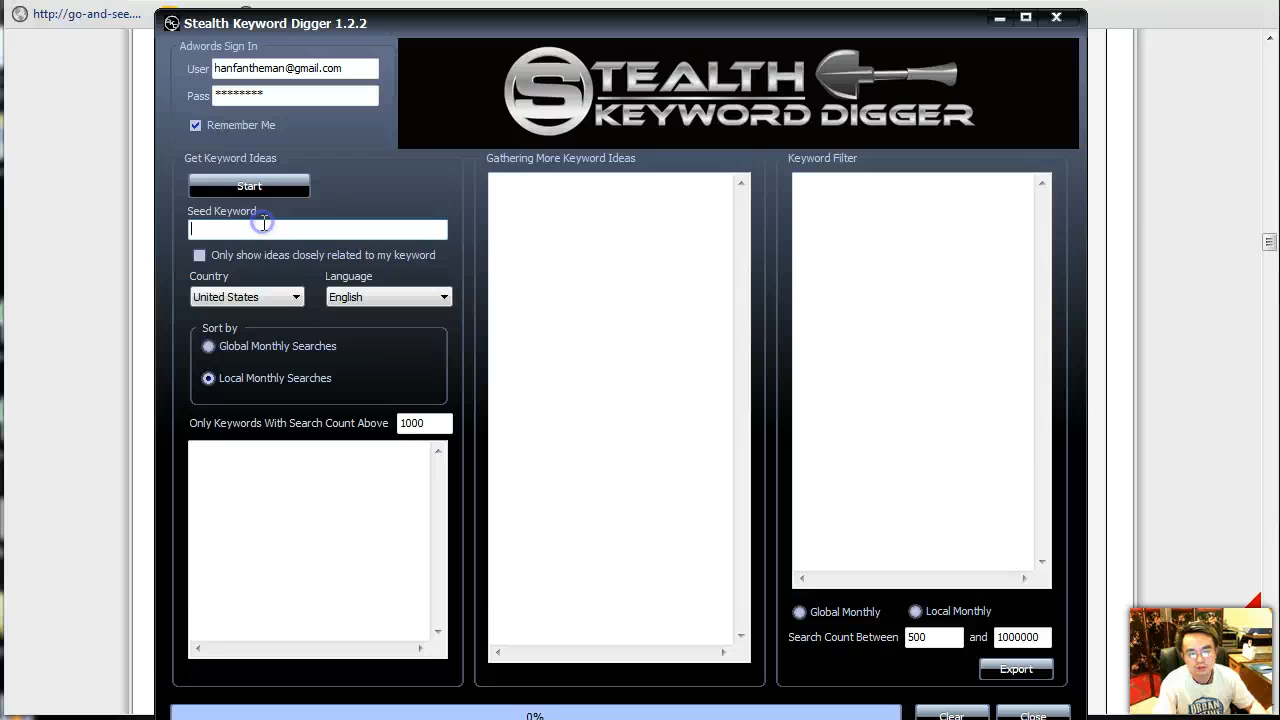 http://go-and-see....
Stealth Keyword Digger 1.2.2
Adwords Sign In
User hanfantheman@gmail.com
Pass ********
Remember Me
STEALTH
KEYWORD DIGGER
Get Keyword Ideas
Gathering More Keyword Ideas
Keyword Filter
Start
Seed Keyword
Only show ideas closely related to my keyword
Country Language
United States English
Sort by
Global Monthly Searches
Local Monthly Searches
Only Keywords With Search Count Above 1000
Global Monthly Local Monthly
Search Count Between 500 and 1000000
Export
0%
Clear Close